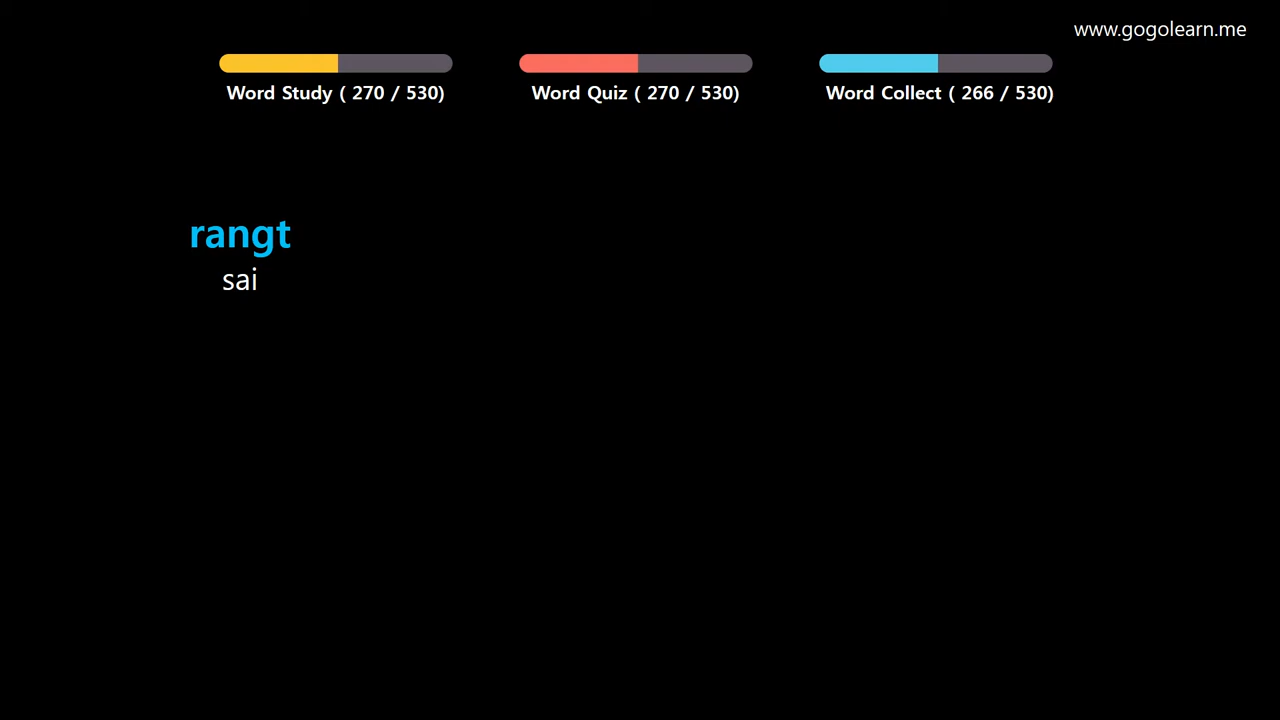 www.gogolearn.me
Word Study ( 270 / 530)
Word Quiz ( 270 / 530)
Word Collect ( 266 / 530)
rangt
sai